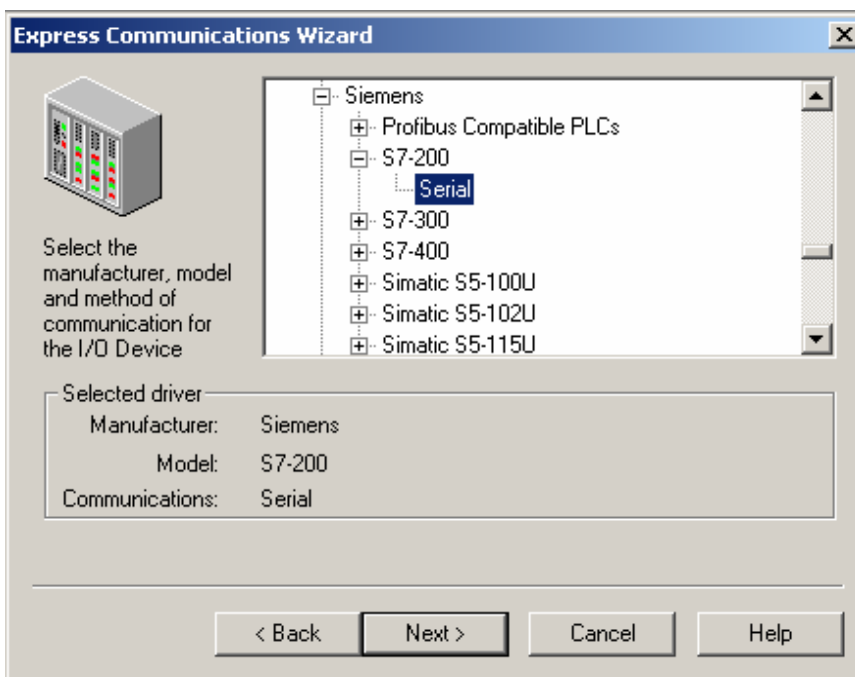 Express Communications Wizard
Siemens
Profibus Compatible PLCs
S7-200
Serial
S7-300
S7-400
Simatic S5-100U
Simatic S5-102U
Simatic S5-115U
Select the
manufacturer, model
and method of
communication for
the I/O Device
Selected driver
Manufacturer: Siemens
Model: S7-200
Communications: Serial
< Back Next > Cancel Help